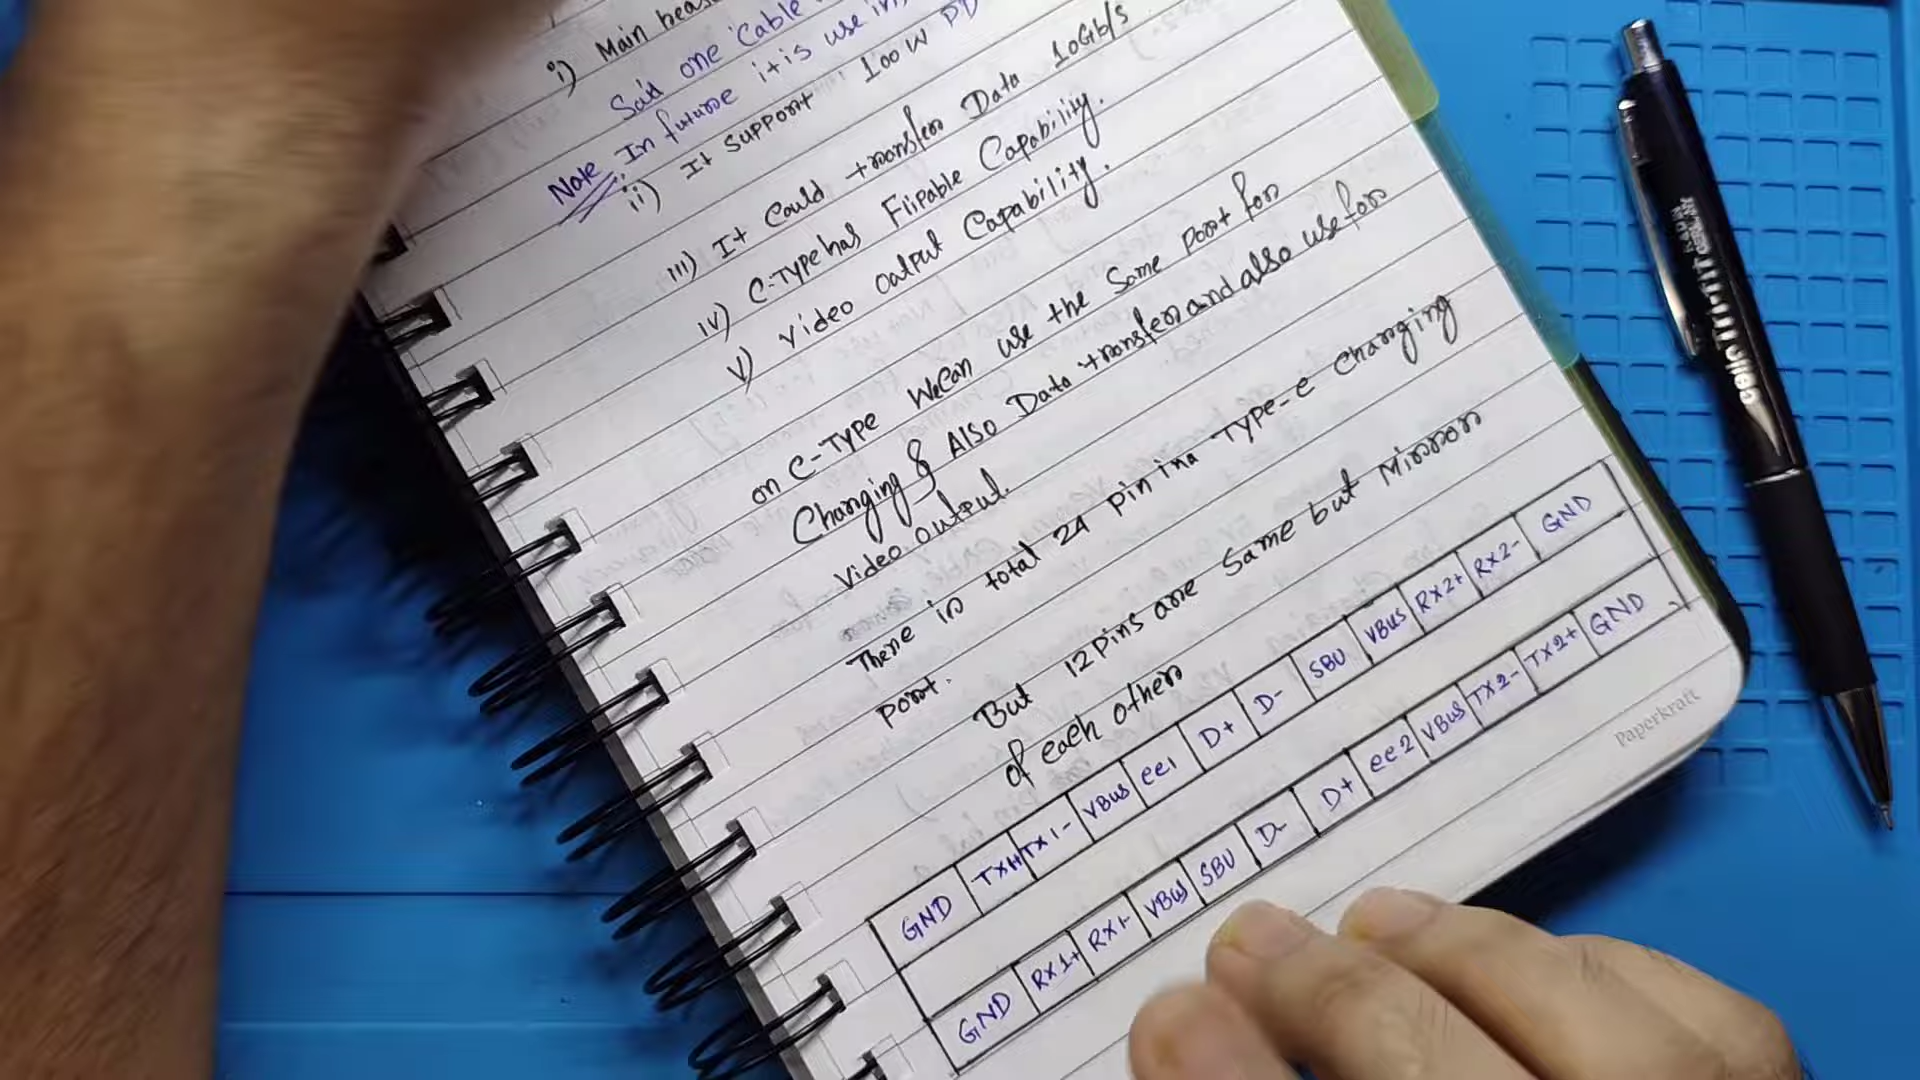 i) Main
Said one Cable
Note In future it is use in
ii) It Support 100W PD
iii) It Could transfer Data 10Gb/s
iv) C-Type has Flipable Capability.
v) Video Output Capability.
on C-Type We Can use the Same Port for
Charging & Also Data transfer and also use for
Video output.
There is total 24 Pin in a Type-C Charging
Port.
But 12 Pins are Same but Mirror
of each other
GND TX1+ TX1- VBUS CC1 D+ D- SBU VBUS RX2+ RX2- GND
GND RX1+ RX1- VBUS SBU D- D+ CC2 VBUS TX2- TX2+ GND
Paperkraft
cello